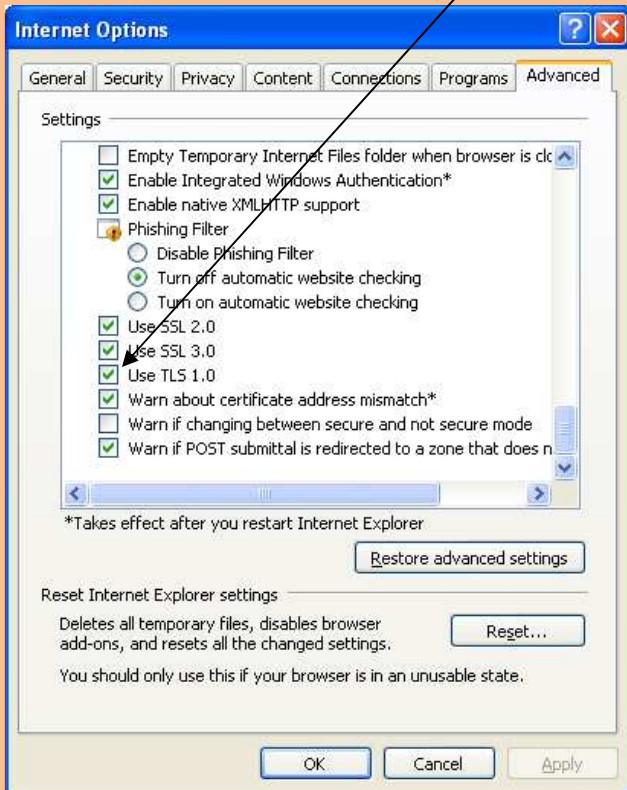 Internet Options
General Security Privacy Content Connections Programs Advanced
Settings
Empty Temporary Internet Files folder when browser is clo
Enable Integrated Windows Authentication*
Enable native XMLHTTP support
Phishing Filter
Disable Phishing Filter
Turn off automatic website checking
Turn on automatic website checking
Use SSL 2.0
Use SSL 3.0
Use TLS 1.0
Warn about certificate address mismatch*
Warn if changing between secure and not secure mode
Warn if POST submittal is redirected to a zone that does n
*Takes effect after you restart Internet Explorer
Restore advanced settings
Reset Internet Explorer settings
Deletes all temporary files, disables browser
add-ons, and resets all the changed settings.
Reset...
You should only use this if your browser is in an unusable state.
OK Cancel Apply